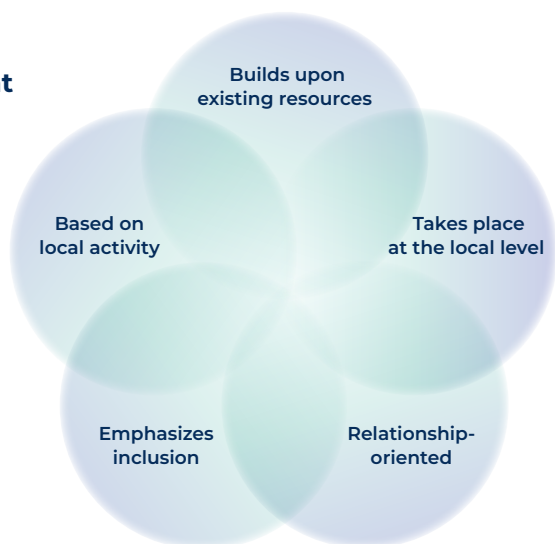 Builds upon
existing resources
Based on
local activity
Takes place
at the local level
Emphasizes
inclusion
Relationship-
oriented